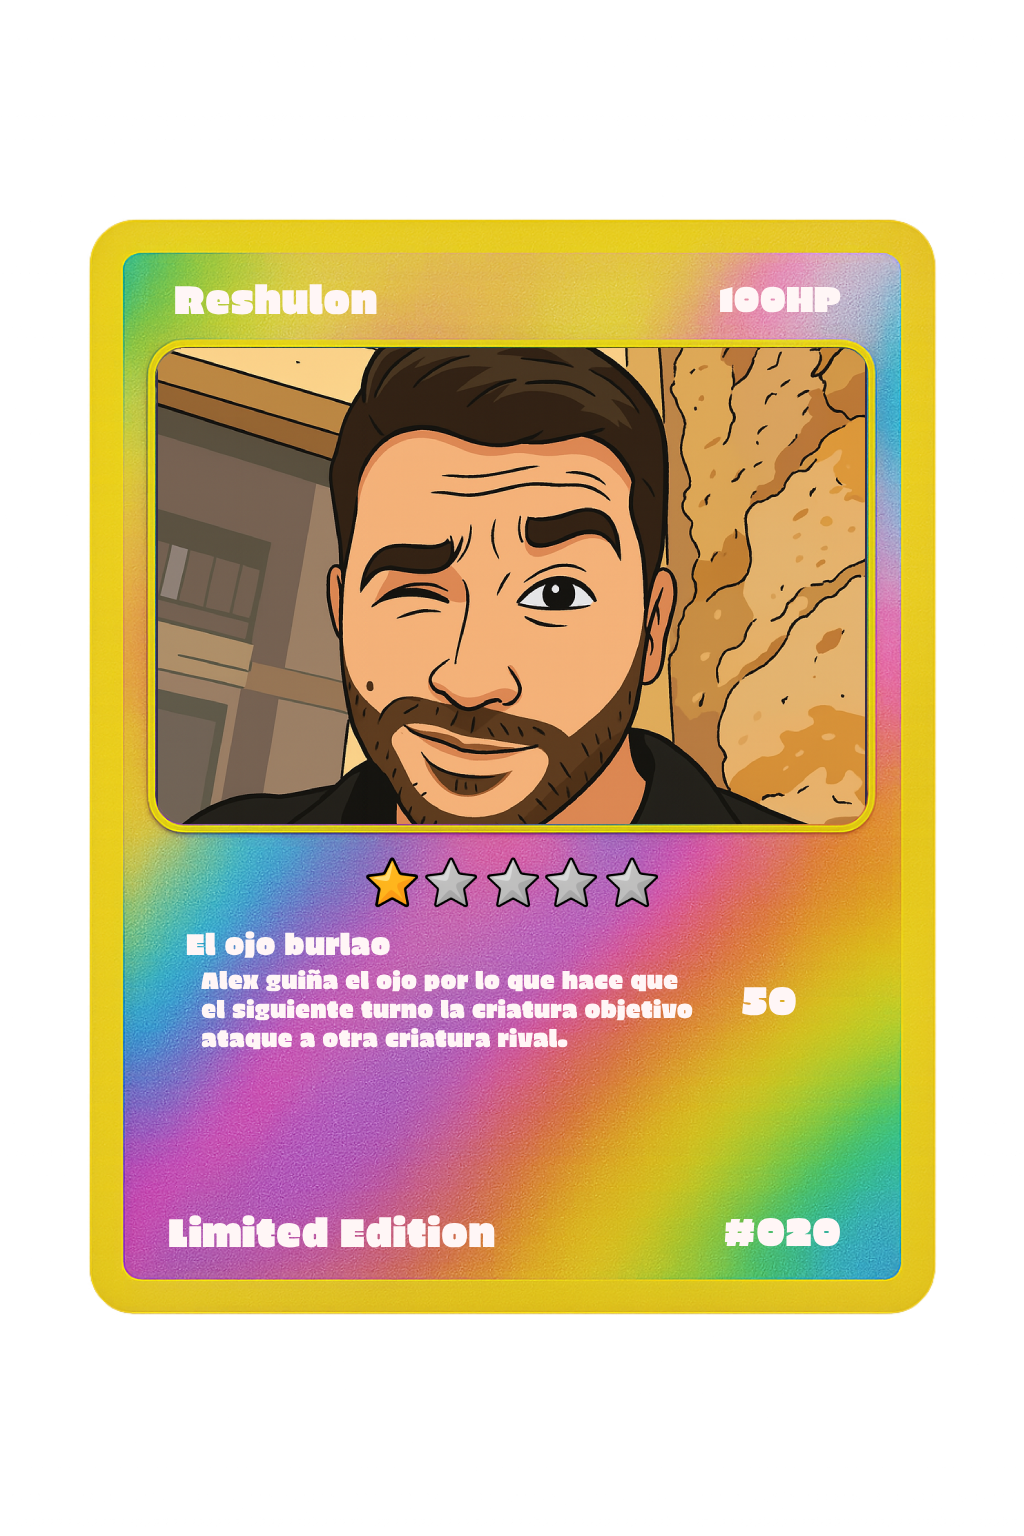 Reshulon
100HP
El ojo burlao
Alex guiña el ojo por lo que hace que
el siguiente turno la criatura objetivo
ataque a otra criatura rival.
50
Limited Edition
#020